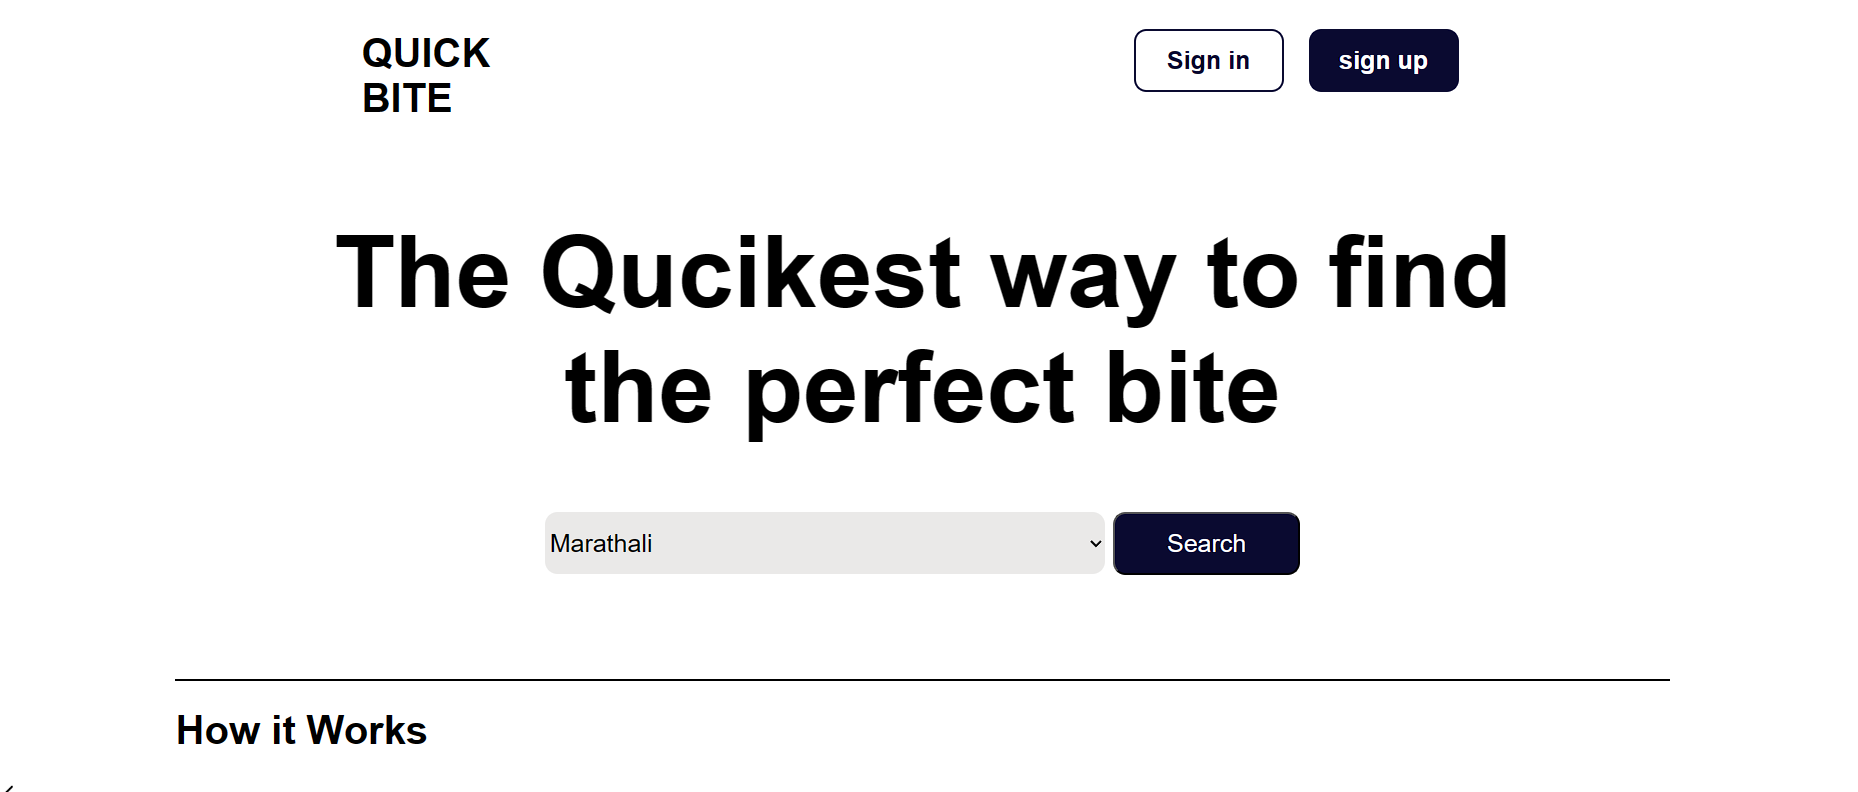 QUICK
BITE
Sign in
sign up
The Qucikest way to find
the perfect bite
Marathali
Search
How it Works